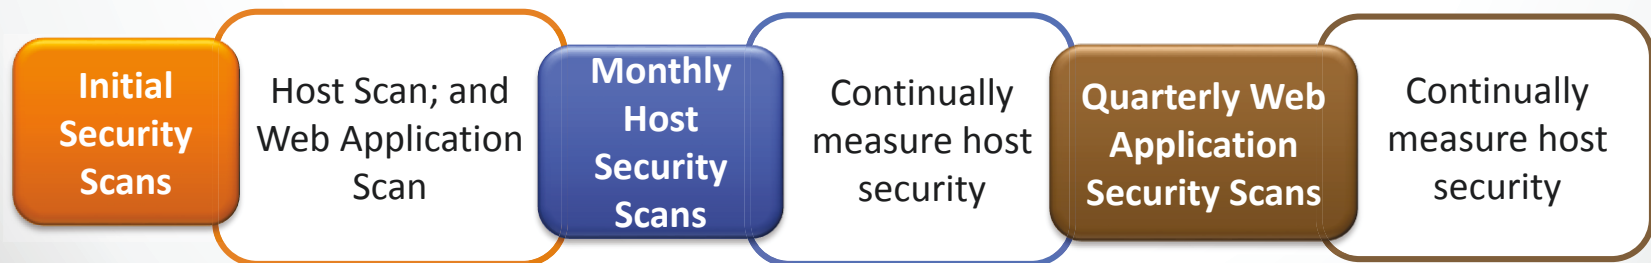 Initial
Security
Scans
Host Scan; and
Web Application
Scan
Monthly
Host
Security
Scans
Continually
measure host
security
Quarterly Web
Application
Security Scans
Continually
measure host
security